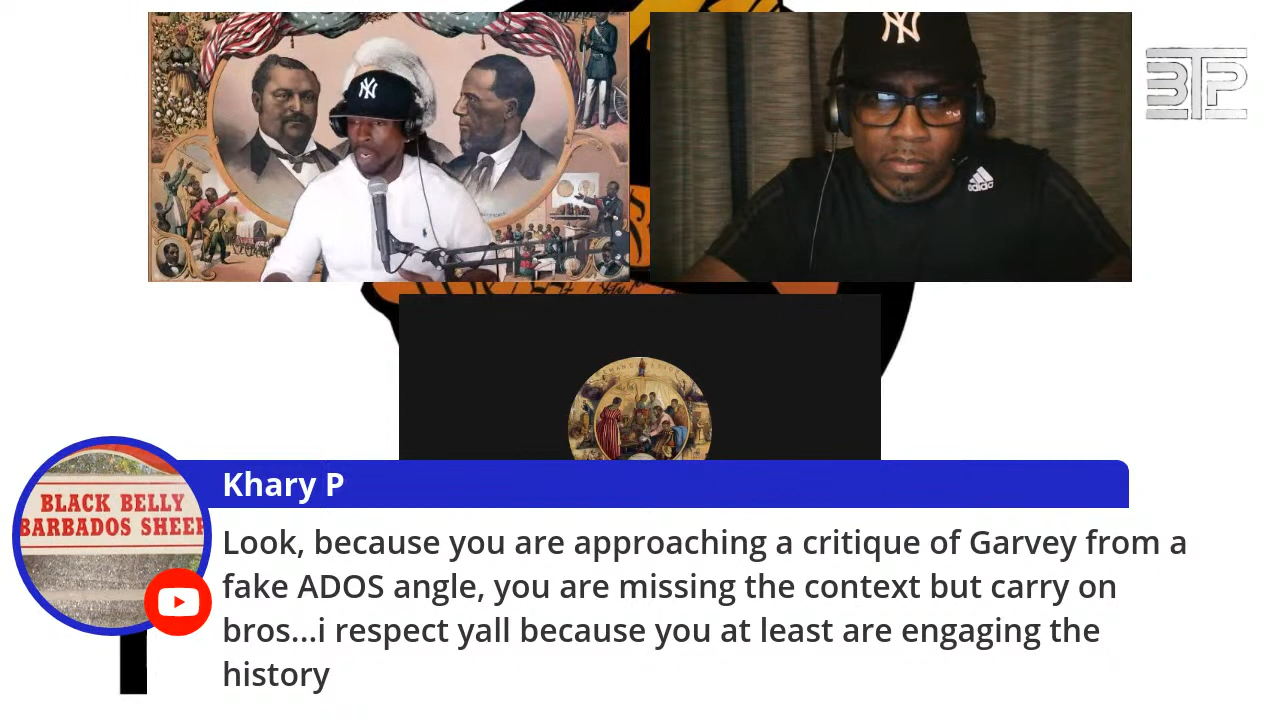 NY
NY
BTP
adidas
Khary P
BLACK BELLY
BARBADOS SHEEP
Look, because you are approaching a critique of Garvey from a
fake ADOS angle, you are missing the context but carry on
bros...i respect yall because you at least are engaging the
history